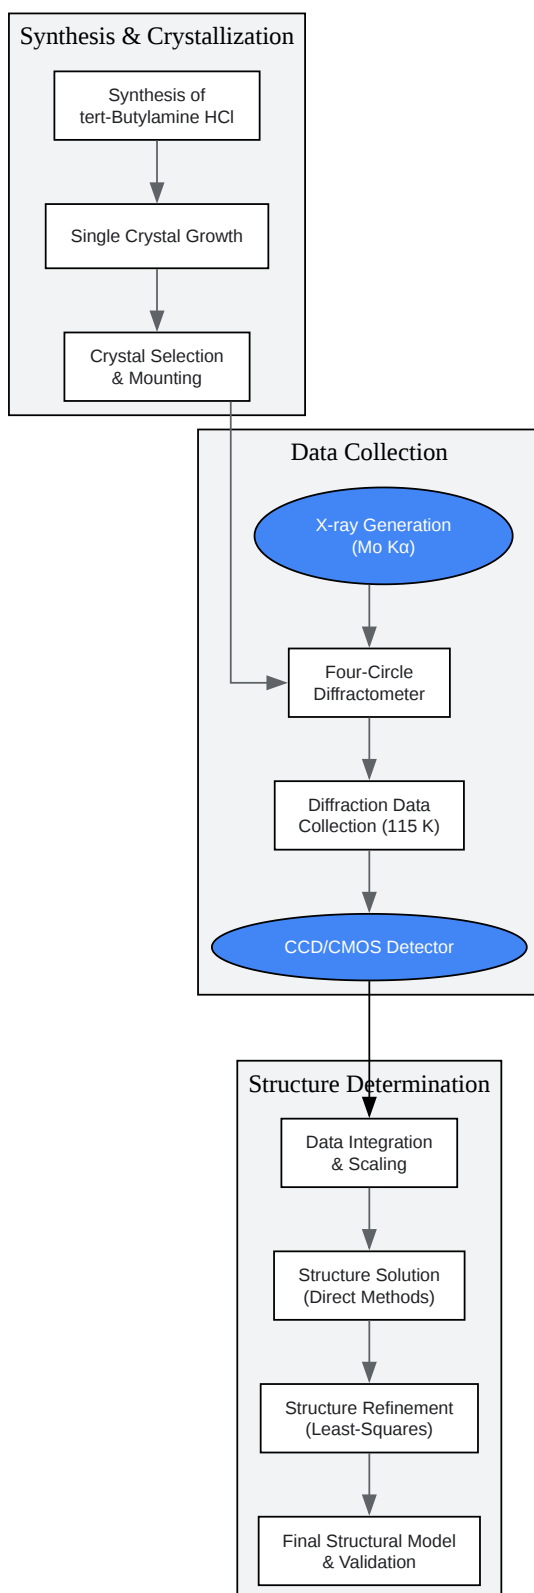 Synthesis & Crystallization
Synthesis of
tert-Butylamine HCl
Single Crystal Growth
Crystal Selection
& Mounting
Data Collection
X-ray Generation
(Mo Kα)
Four-Circle
Diffractometer
Diffraction Data
Collection (115 K)
CCD/CMOS Detector
Structure Determination
Data Integration
& Scaling
Structure Solution
(Direct Methods)
Structure Refinement
(Least-Squares)
Final Structural Model
& Validation